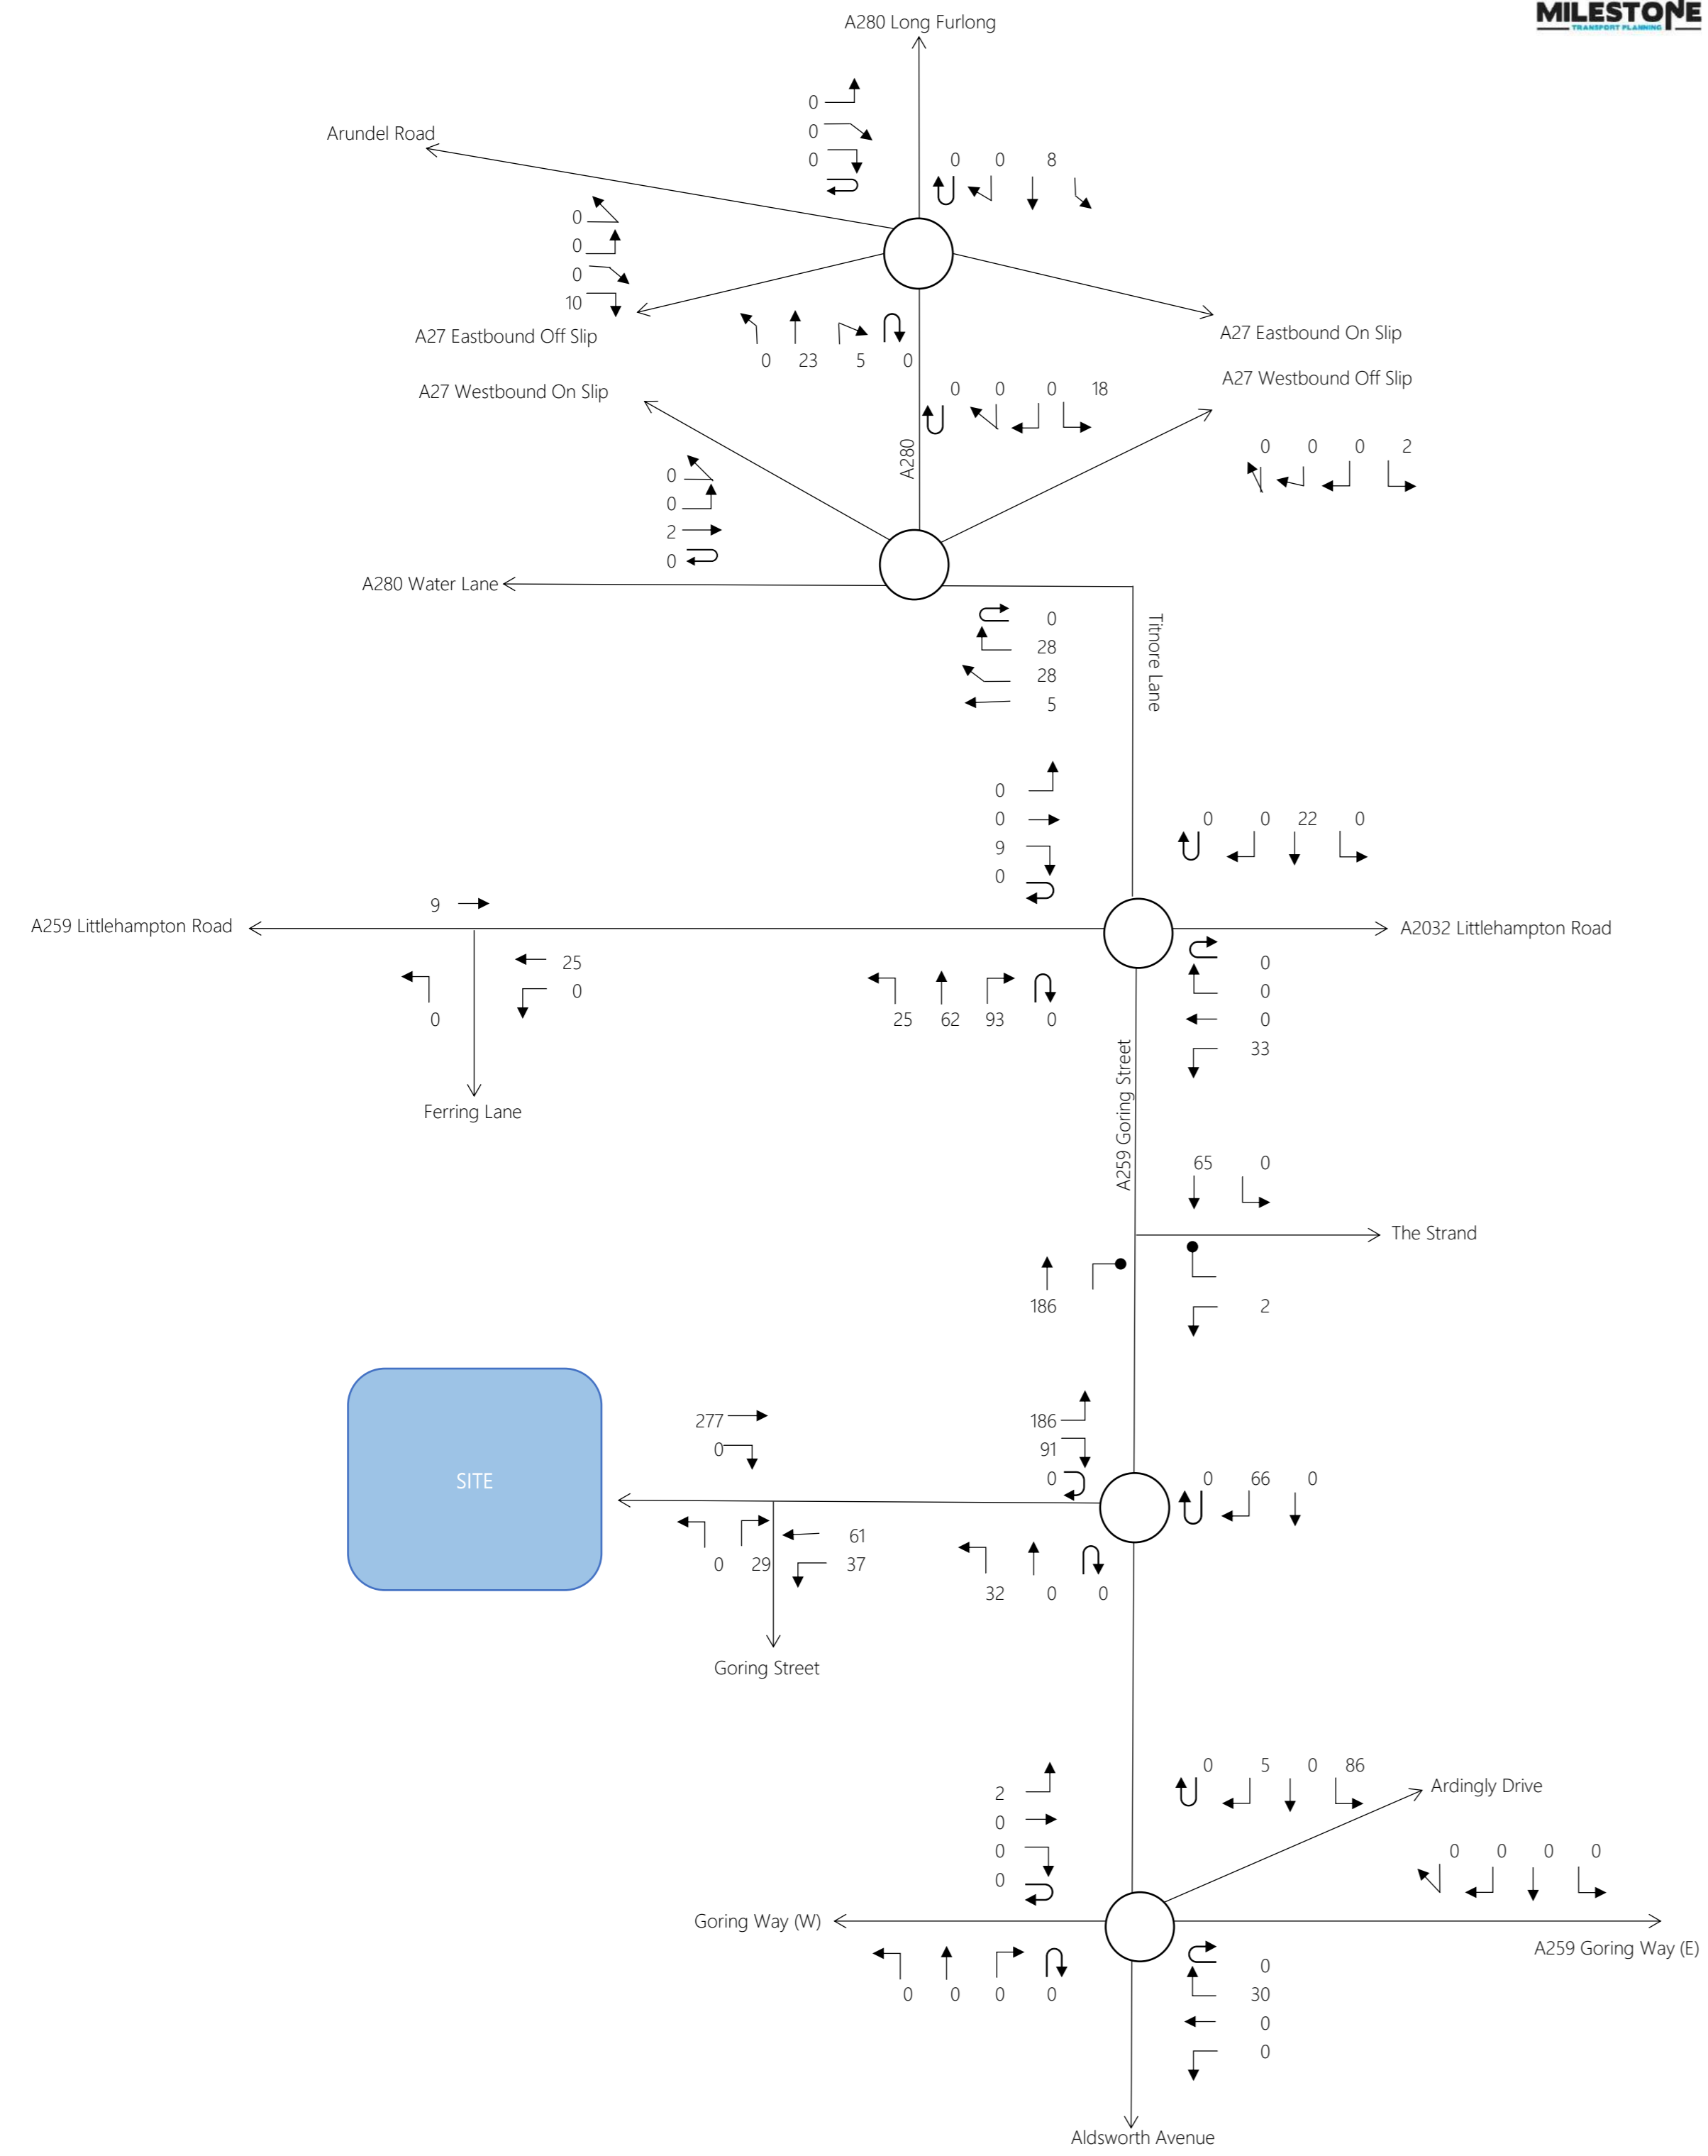 MILESTONE
TRANSPORT PLANNING
A280 Long Furlong
0
Arundel Road
0
0
0 0 8
0
0
0
10
A27 Eastbound Off Slip
0 23 5 0
A27 Eastbound On Slip
A27 Westbound On Slip
A27 Westbound Off Slip
0 0 0 18
A280
0 0 0 2
0
0
2
0
A280 Water Lane
Titnore Lane
0
28
28
5
0
0
9
0
0 0 22 0
9
A259 Littlehampton Road
A2032 Littlehampton Road
25
0
0
25 62 93 0
0
0
0
33
A259 Goring Street
Ferring Lane
65 0
The Strand
186
2
SITE
277
0
186
91
0
0 66 0
61
0 29 37
32 0 0
Goring Street
2
0
0
0
0 5 0 86
Ardingly Drive
0 0 0 0
Goring Way (W)
A259 Goring Way (E)
0 0 0 0
0
30
0
0
Aldsworth Avenue